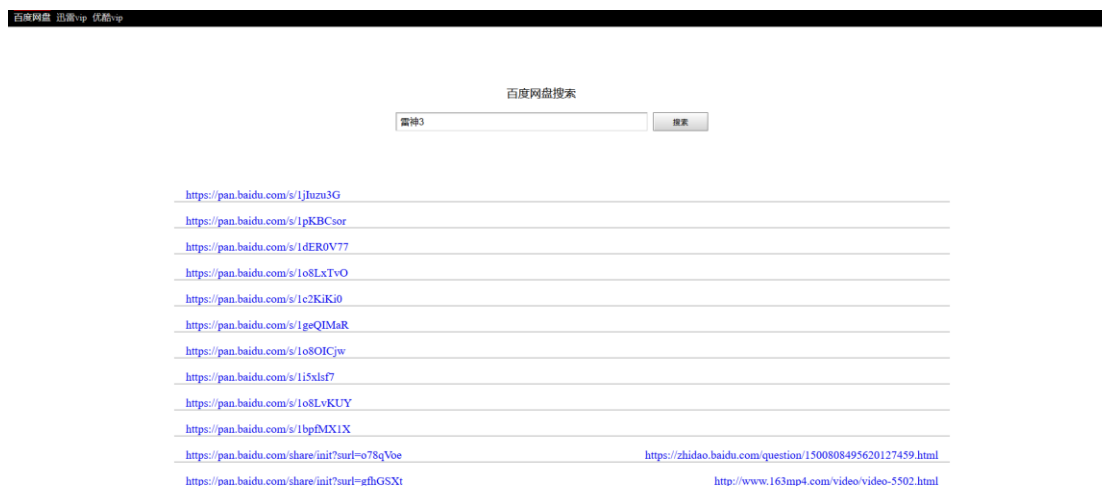 百度网盘 迅雷vip 优酷vip
百度网盘搜索
雷神3 搜索
https://pan.baidu.com/s/1jIuzu3G
https://pan.baidu.com/s/1pKBCsor
https://pan.baidu.com/s/1dER0V77
https://pan.baidu.com/s/1o8LxTvO
https://pan.baidu.com/s/1c2KiKi0
https://pan.baidu.com/s/1geQIMaR
https://pan.baidu.com/s/1o8OICjw
https://pan.baidu.com/s/1i5xlsf7
https://pan.baidu.com/s/1o8LvKUY
https://pan.baidu.com/s/1bpfMX1X
https://pan.baidu.com/share/init?surl=o78qVoe https://zhidao.baidu.com/question/1500808495620127459.html
https://pan.baidu.com/share/init?surl=gfhGSXt http://www.163mp4.com/video/video-5502.html